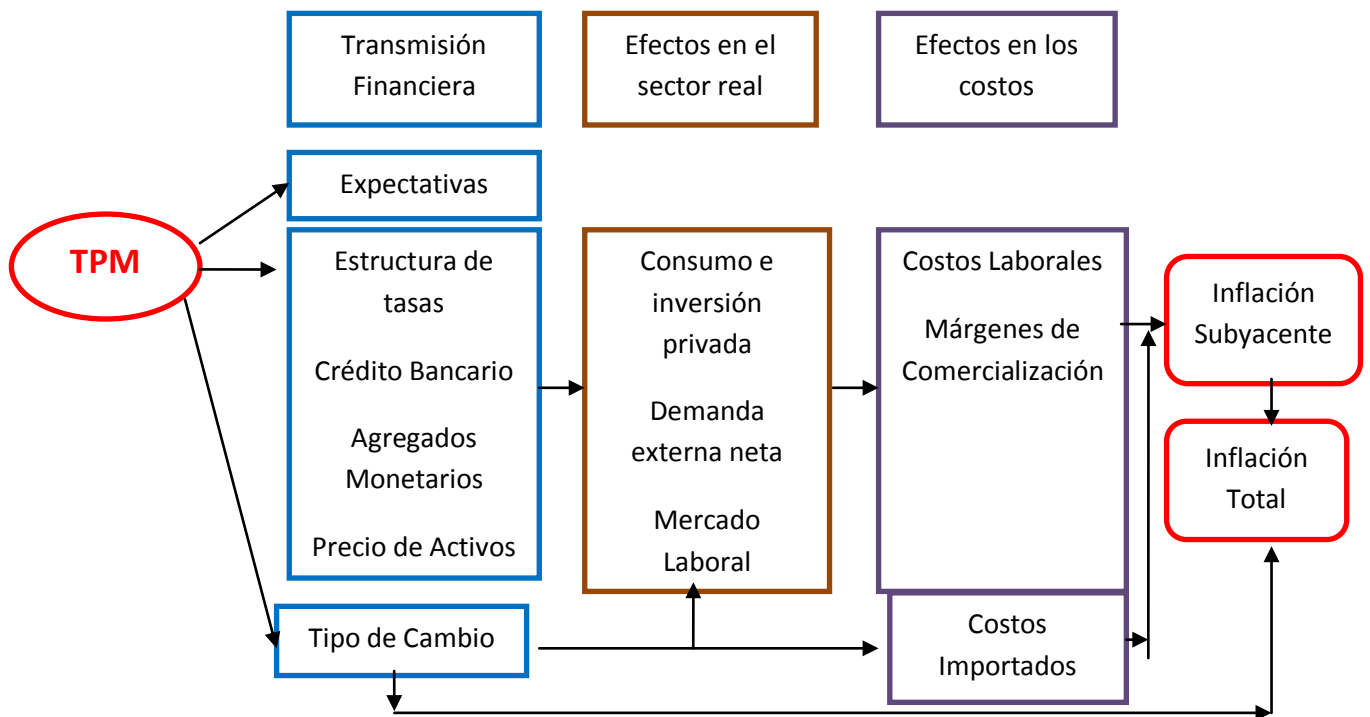 Transmisión
Financiera
Efectos en el
sector real
Efectos en los
costos
Expectativas
TPM
Estructura de
tasas
Crédito Bancario
Agregados
Monetarios
Precio de Activos
Consumo e
inversión
privada
Demanda
externa neta
Mercado
Laboral
Costos Laborales
Márgenes de
Comercialización
Inflación
Subyacente
Inflación
Total
Tipo de Cambio
Costos
Importados